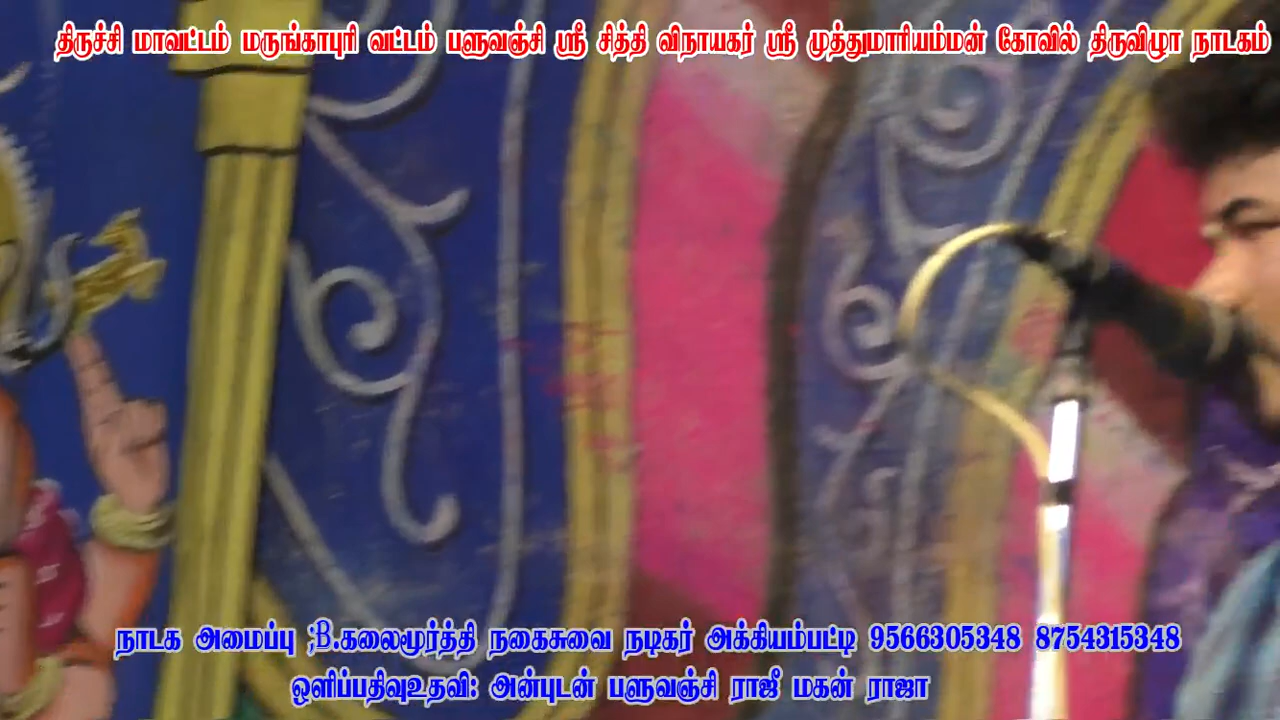 திருச்சி மாவட்டம் மருங்காபுரி வட்டம் பளுவஞ்சி ஸ்ரீ சித்தி விநாயகர் ஸ்ரீ முத்துமாரியம்மன் கோவில் திருவிழா நாடகம்
நாடக அமைப்பு ;B.கலைமூர்த்தி நகைசுவை நடிகர் அக்கியம்பட்டி 9566305348 8754315348
ஒளிப்பதிவுஉதவி: அன்புடன் பளுவஞ்சி ராஜீ மகன் ராஜா